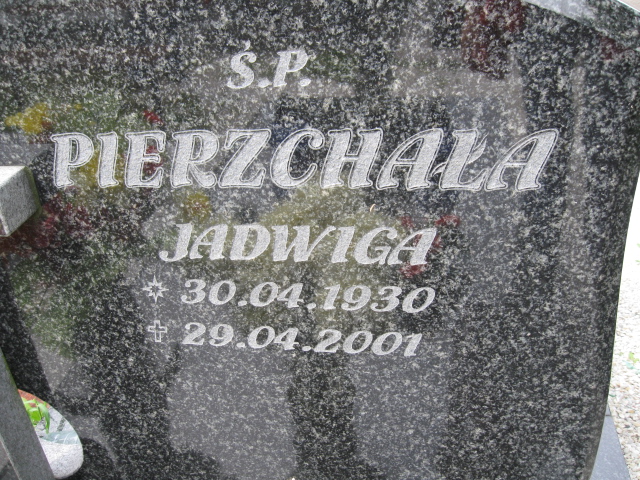 Ś.P.
PIERZCHAŁA
JADWIGA
30.04.1930
29.04.2001